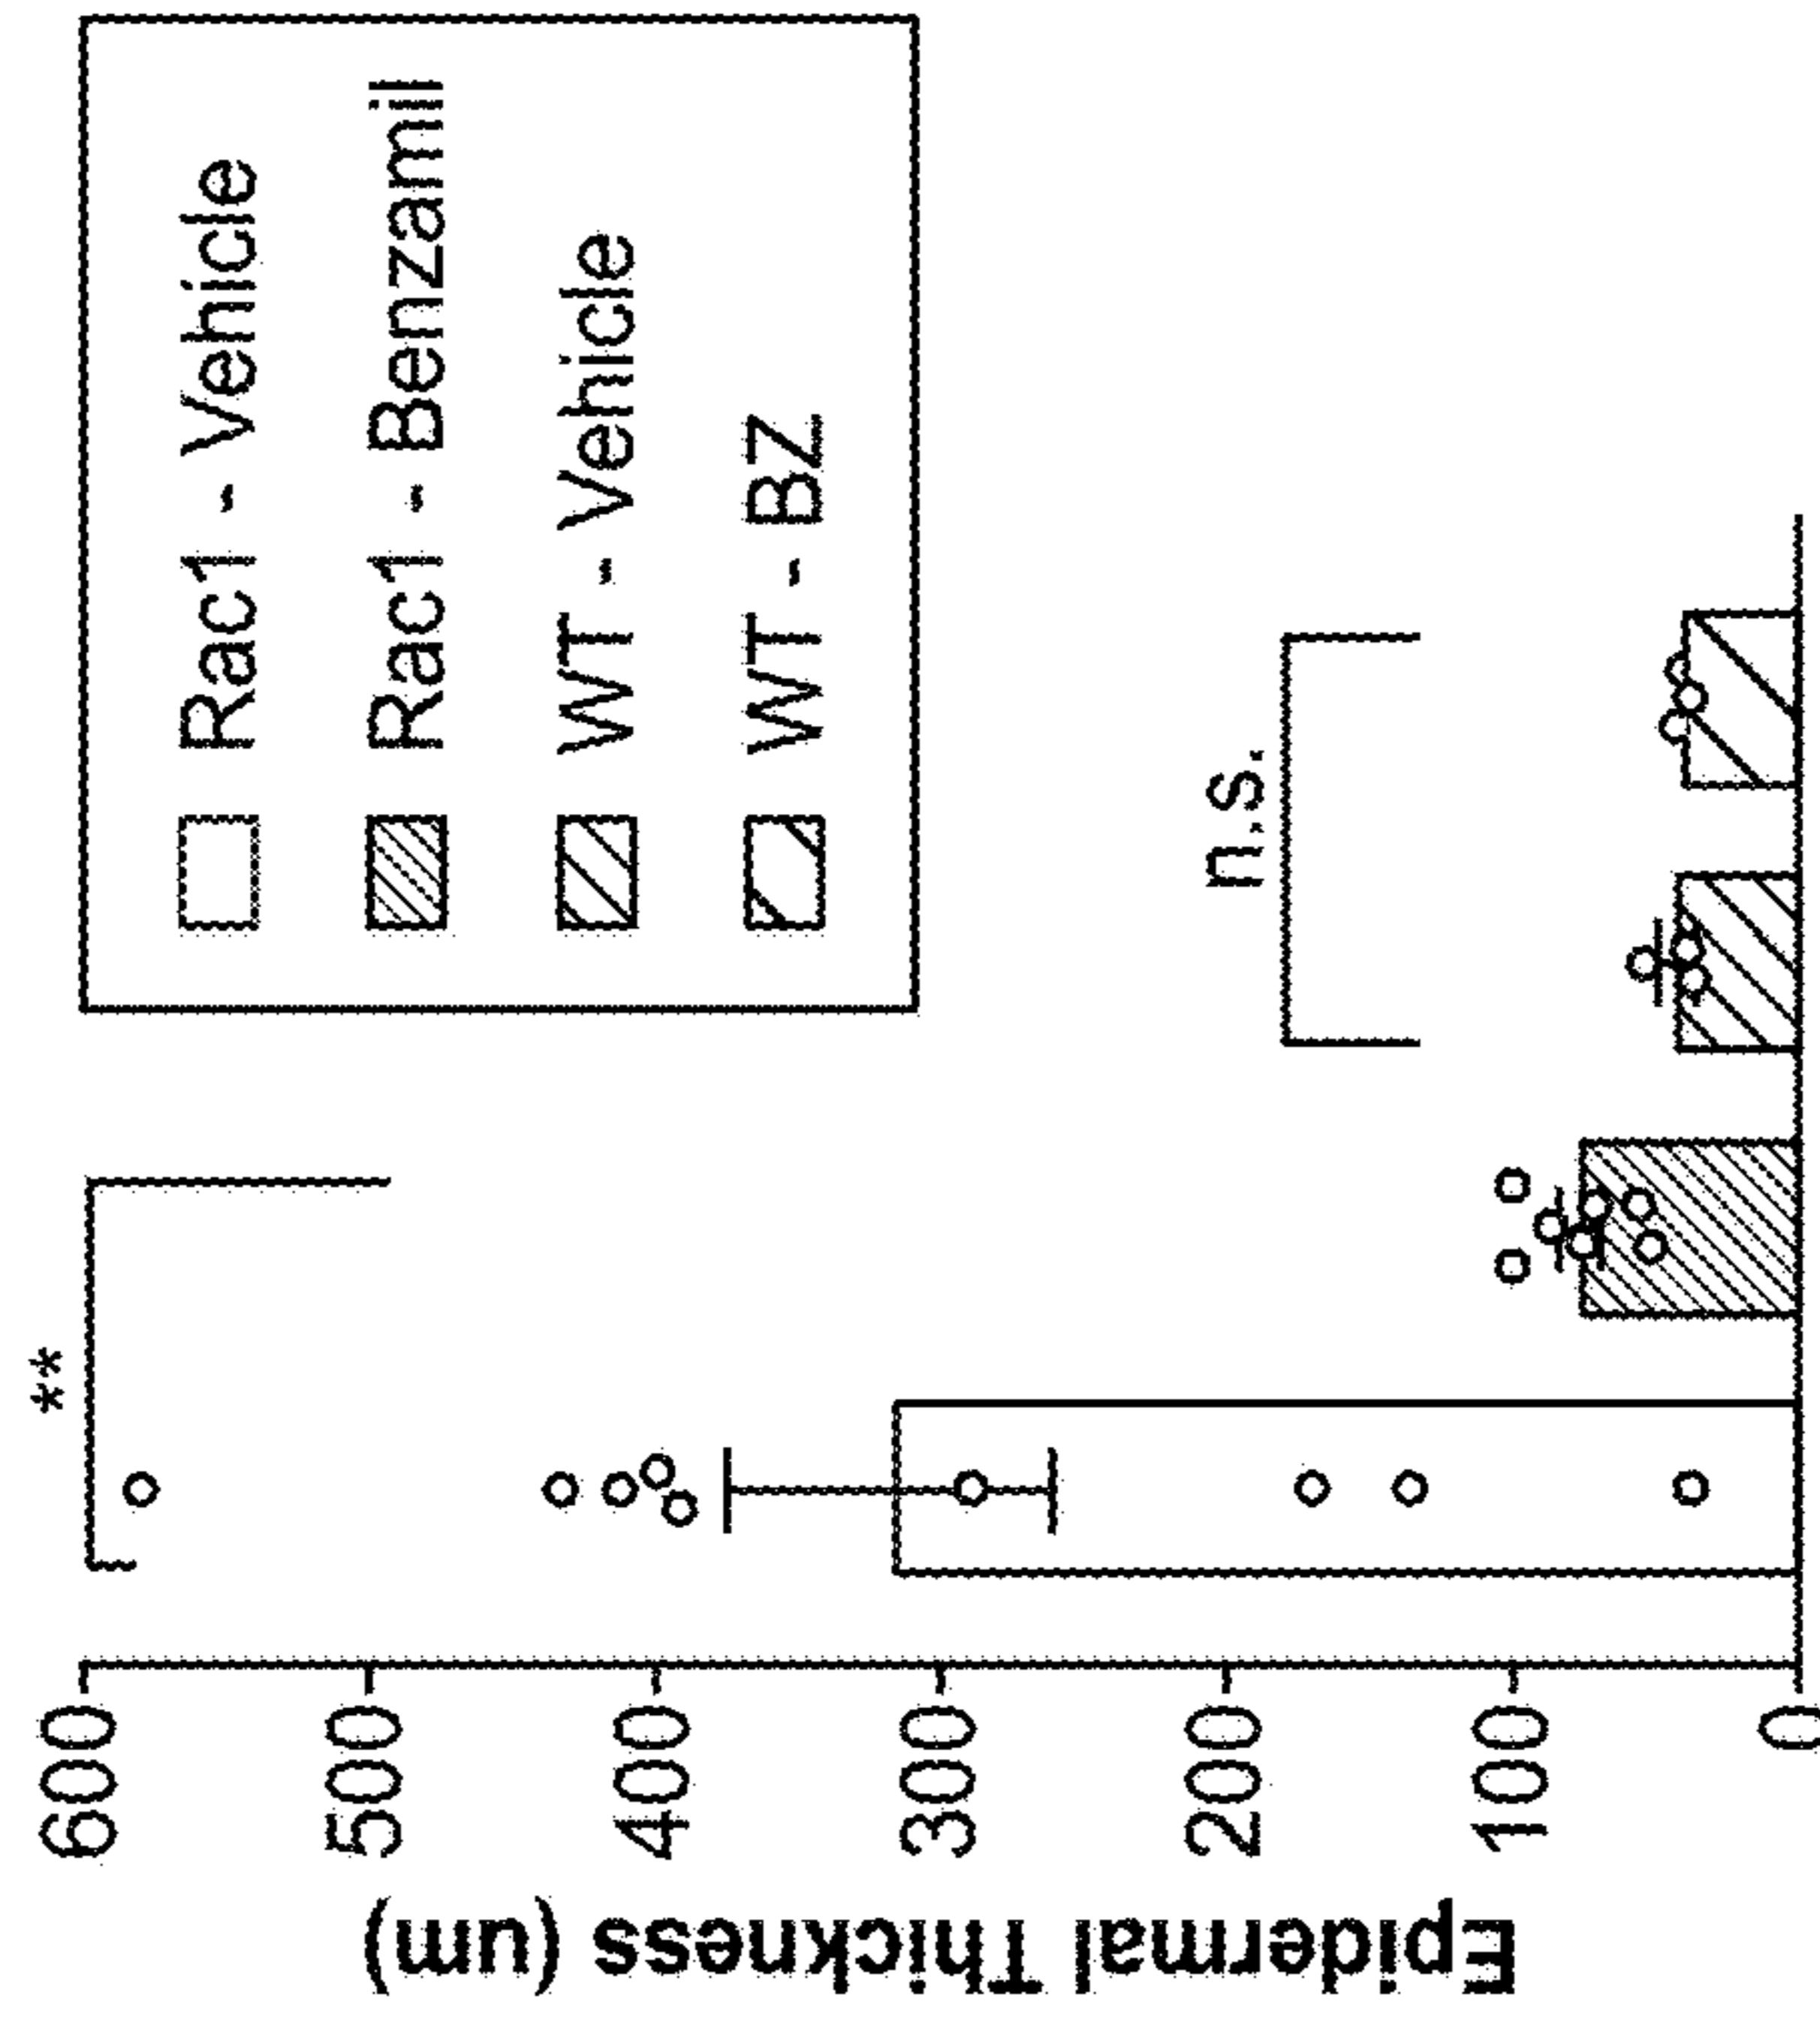 **
Rac1 - Vehicle
Rac1 - Benzamil
WT - Vehicle
WT - BZ
n.s.
600
500
400
300
200
100
0
Epidermal Thickness (um)